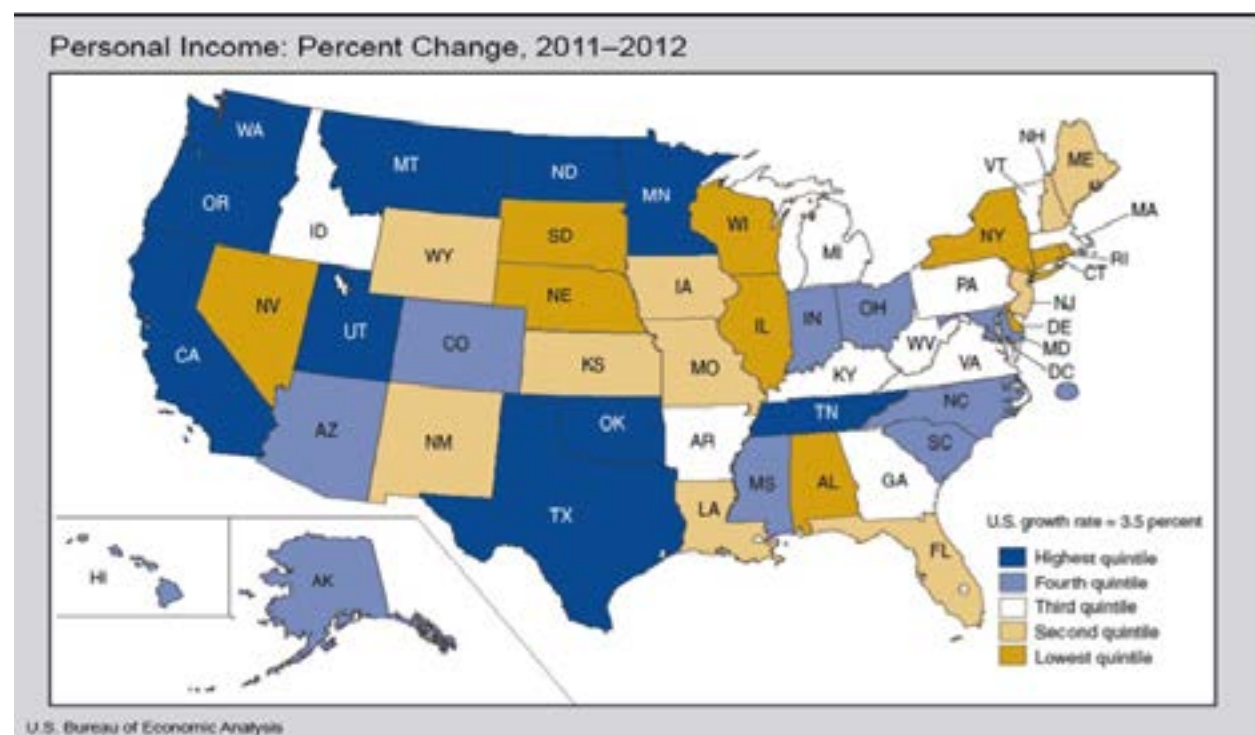 Personal Income: Percent Change, 2011–2012
WA
MT
ND
MN
OR
ID
WY
SD
WI
MI
NY
VT
NH
ME
MA
RI
CT
NJ
DE
MD
DC
PA
NV
UT
CO
NE
IA
IL
IN
OH
WV
VA
KY
CA
AZ
NM
KS
MO
OK
AR
TN
NC
SC
MS
AL
GA
TX
LA
FL
HI
AK
U.S. growth rate = 3.5 percent
Highest quintile
Fourth quintile
Third quintile
Second quintile
Lowest quintile
U.S. Bureau of Economic Analysis